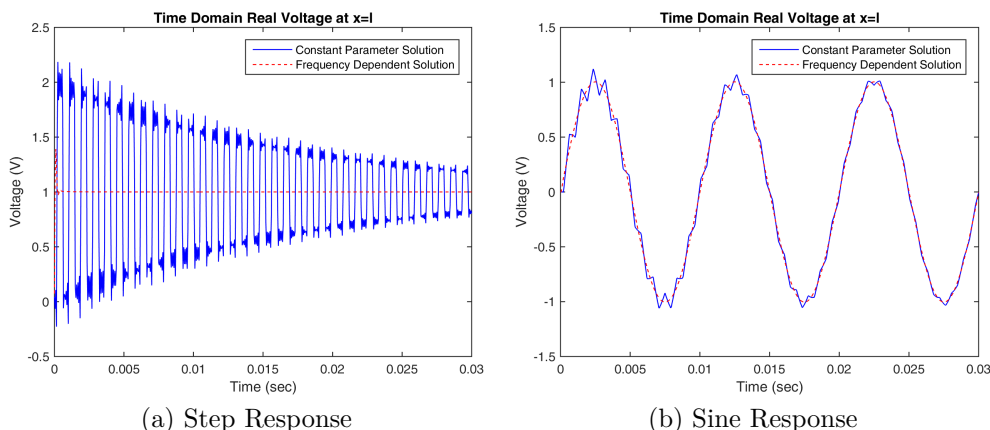 Time Domain Real Voltage at x=l
2.5
2
1.5
1
0.5
0
-0.5
Voltage (V)
Constant Parameter Solution
Frequency Dependent Solution
0
0.005
0.01
0.015
0.02
0.025
0.03
Time (sec)
(a) Step Response
Time Domain Real Voltage at x=l
1.5
1
0.5
0
-0.5
-1
-1.5
Voltage (V)
Constant Parameter Solution
Frequency Dependent Solution
0
0.005
0.01
0.015
0.02
0.025
0.03
Time (sec)
(b) Sine Response